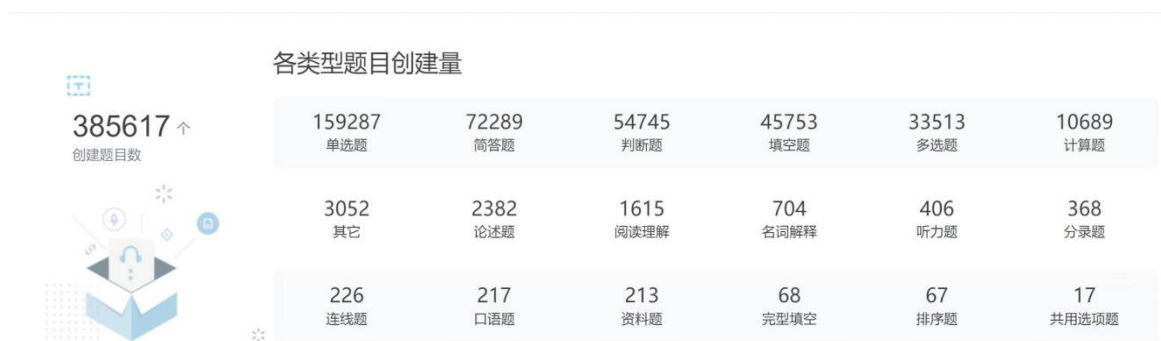 各类型题目创建量
385617 个
创建题目数
159287 72289 54745 45753 33513 10689
单选题 简答题 判断题 填空题 多选题 计算题
3052 2382 1615 704 406 368
其它 论述题 阅读理解 名词解释 听力题 分录题
226 217 213 68 67 17
连线题 口语题 资料题 完型填空 排序题 共用选项题